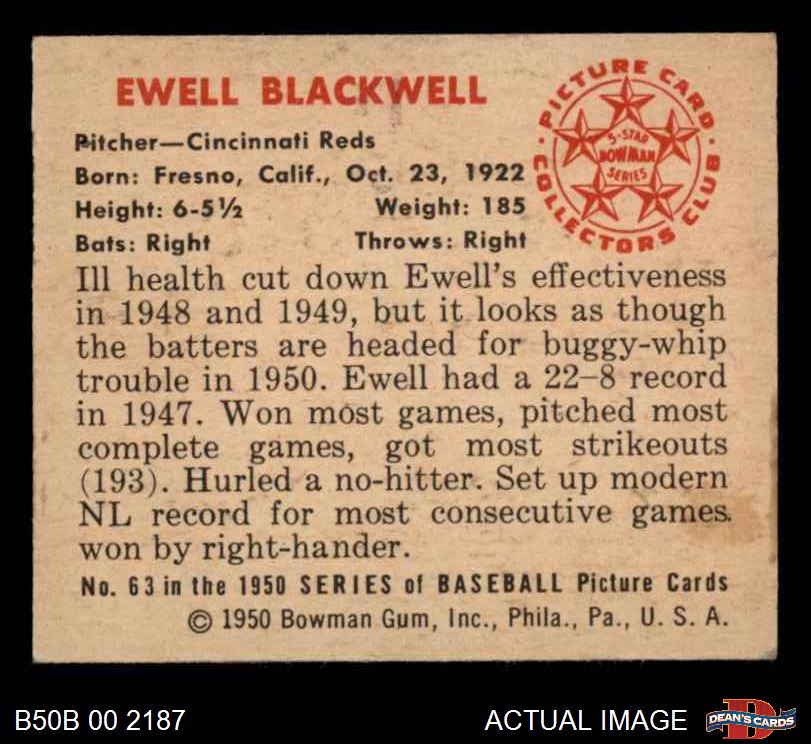 EWELL BLACKWELL
Pitcher—Cincinnati Reds
Born: Fresno, Calif., Oct. 23, 1922
Height: 6-5½ Weight: 185
Bats: Right Throws: Right
PICTURE CARD
COLLECTORS CLUB
5-STAR
BOWMAN
SERIES
Ill health cut down Ewell's effectiveness
in 1948 and 1949, but it looks as though
the batters are headed for buggy-whip
trouble in 1950. Ewell had a 22–8 record
in 1947. Won most games, pitched most
complete games, got most strikeouts
(193). Hurled a no-hitter. Set up modern
NL record for most consecutive games
won by right-hander.
No. 63 in the 1950 SERIES of BASEBALL Picture Cards
© 1950 Bowman Gum, Inc., Phila., Pa., U. S. A.
B50B 00 2187 ACTUAL IMAGE
D
DEAN'S CARDS